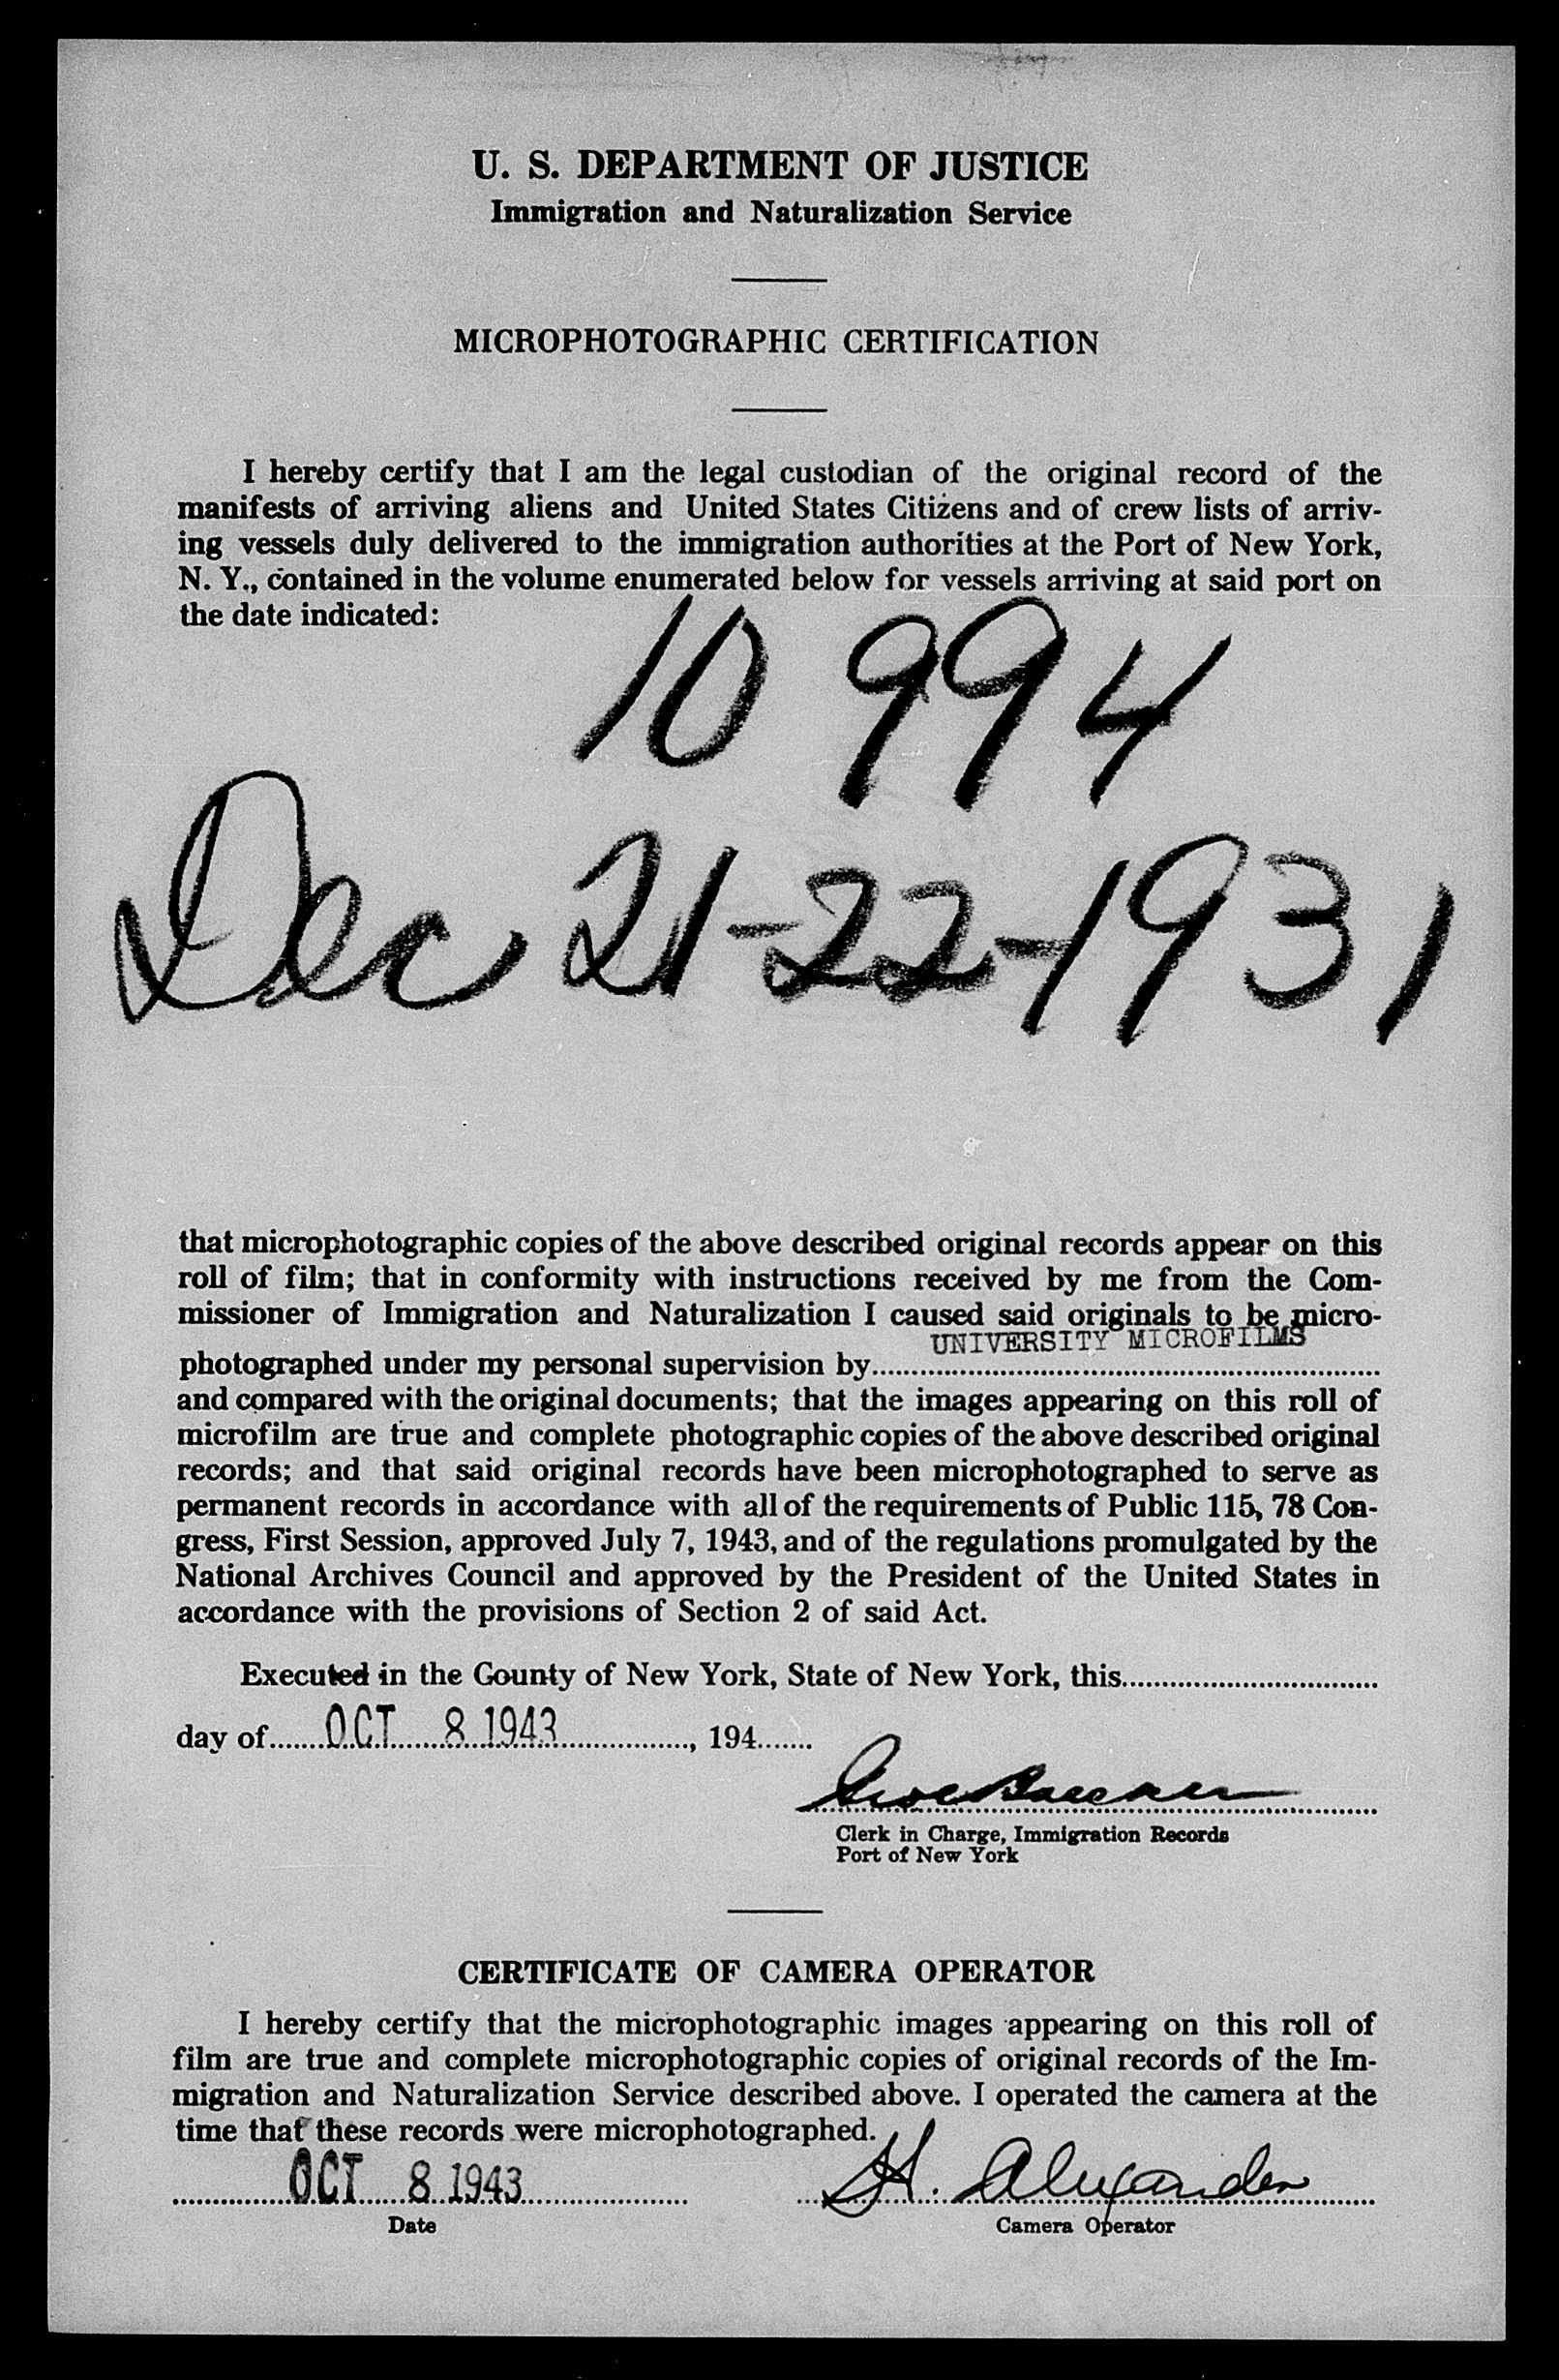 U. S. DEPARTMENT OF JUSTICE
Immigration and Naturalization Service
MICROPHOTOGRAPHIC CERTIFICATION
I hereby certify that I am the legal custodian of the original record of the
manifests of arriving aliens and United States Citizens and of crew lists of arriv-
ing vessels duly delivered to the immigration authorities at the Port of New York,
N. Y., contained in the volume enumerated below for vessels arriving at said port on
the date indicated:
10 994
Dec 21-22-1931
that microphotographic copies of the above described original records appear on this
roll of film; that in conformity with instructions received by me from the Com-
missioner of Immigration and Naturalization I caused said originals to be micro-
UNIVERSITY MICROFILMS
photographed under my personal supervision by
and compared with the original documents; that the images appearing on this roll of
microfilm are true and complete photographic copies of the above described original
records; and that said original records have been microphotographed to serve as
permanent records in accordance with all of the requirements of Public 115, 78 Con-
gress, First Session, approved July 7, 1943, and of the regulations promulgated by the
National Archives Council and approved by the President of the United States in
accordance with the provisions of Section 2 of said Act.
Executed in the County of New York, State of New York, this
day of OCT 8 1943, 194
Clerk in Charge, Immigration Records
Port of New York
CERTIFICATE OF CAMERA OPERATOR
I hereby certify that the microphotographic images appearing on this roll of
film are true and complete microphotographic copies of original records of the Im-
migration and Naturalization Service described above. I operated the camera at the
time that these records were microphotographed.
OCT 8 1943 H. Alexander
Date Camera Operator